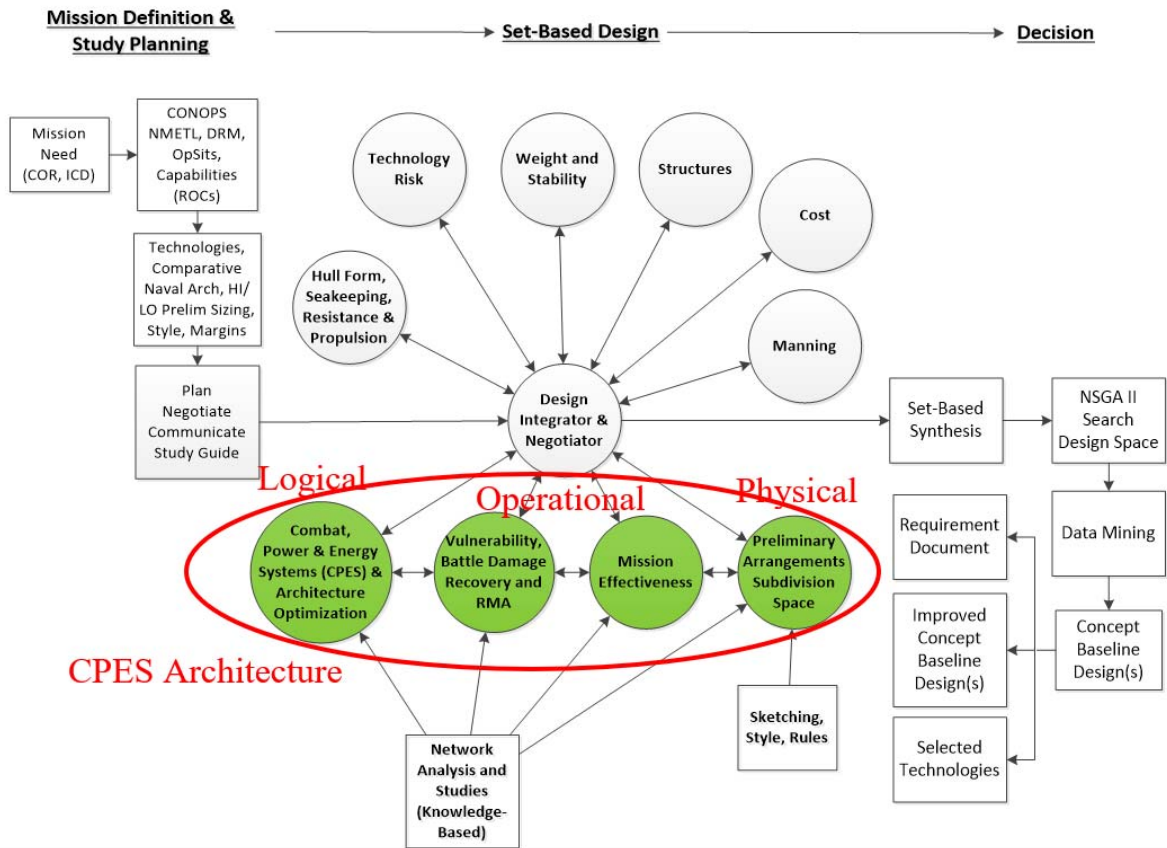 Mission Definition &
Study Planning
Set-Based Design
Decision
Mission
Need
(COR, ICD)
CONOPS
NMETL, DRM,
OpSits,
Capabilities
(ROCs)
Technologies,
Comparative
Naval Arch, HI/
LO Prelim Sizing,
Style, Margins
Plan
Negotiate
Communicate
Study Guide
Technology
Risk
Weight and
Stability
Structures
Cost
Hull Form,
Seakeeping,
Resistance &
Propulsion
Manning
Design
Integrator &
Negotiator
Set-Based
Synthesis
NSGA II
Search
Design Space
Logical
Operational
Physical
Combat,
Power & Energy
Systems (CPES) &
Architecture
Optimization
Vulnerability,
Battle Damage
Recovery and
RMA
Mission
Effectiveness
Preliminary
Arrangements
Subdivision
Space
CPES Architecture
Network
Analysis and
Studies
(Knowledge-
Based)
Sketching,
Style, Rules
Requirement
Document
Data Mining
Improved
Concept
Baseline
Design(s)
Concept
Baseline
Design(s)
Selected
Technologies